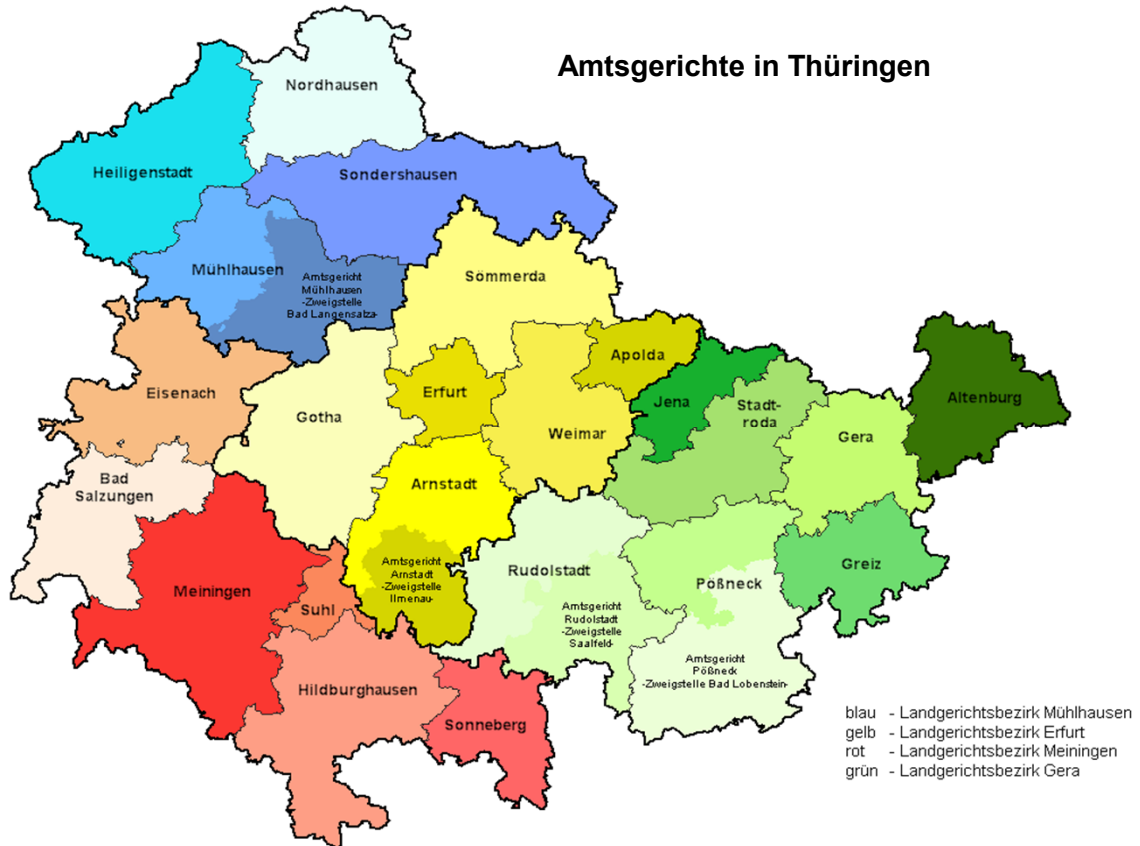 Amtsgerichte in Thüringen
Nordhausen
Heiligenstadt
Sondershausen
Mühlhausen
Amtsgericht
Mühlhausen
-Zweigstelle
Bad Langensalza-
Sömmerda
Eisenach
Gotha
Erfurt
Weimar
Apolda
Jena
Stadt-
roda
Gera
Altenburg
Bad
Salzungen
Arnstadt
Amtsgericht
Arnstadt
-Zweigstelle
Ilmenau-
Meiningen
Suhl
Rudolstadt
Amtsgericht
Rudolstadt
-Zweigstelle
Saalfeld-
Pößneck
Greiz
Amtsgericht
Pößneck
-Zweigstelle Bad Lobenstein-
Hildburghausen
Sonneberg
blau - Landgerichtsbezirk Mühlhausen
gelb - Landgerichtsbezirk Erfurt
rot - Landgerichtsbezirk Meiningen
grün - Landgerichtsbezirk Gera